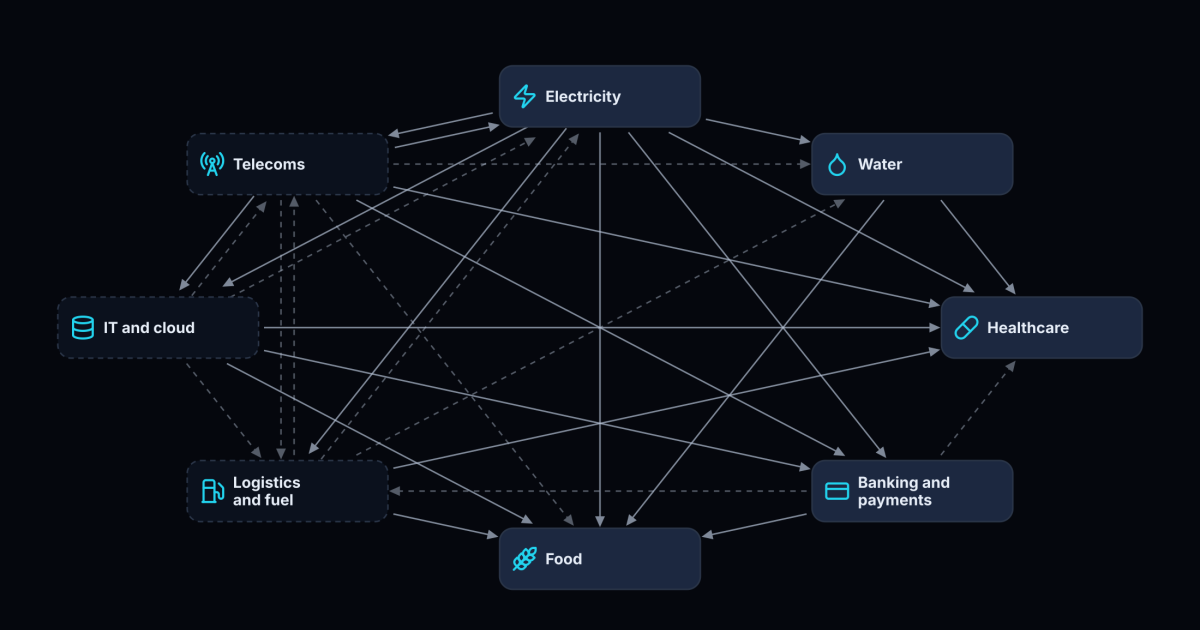 Electricity
Telecoms
Water
IT and cloud
Healthcare
Logistics
and fuel
Banking and
payments
Food